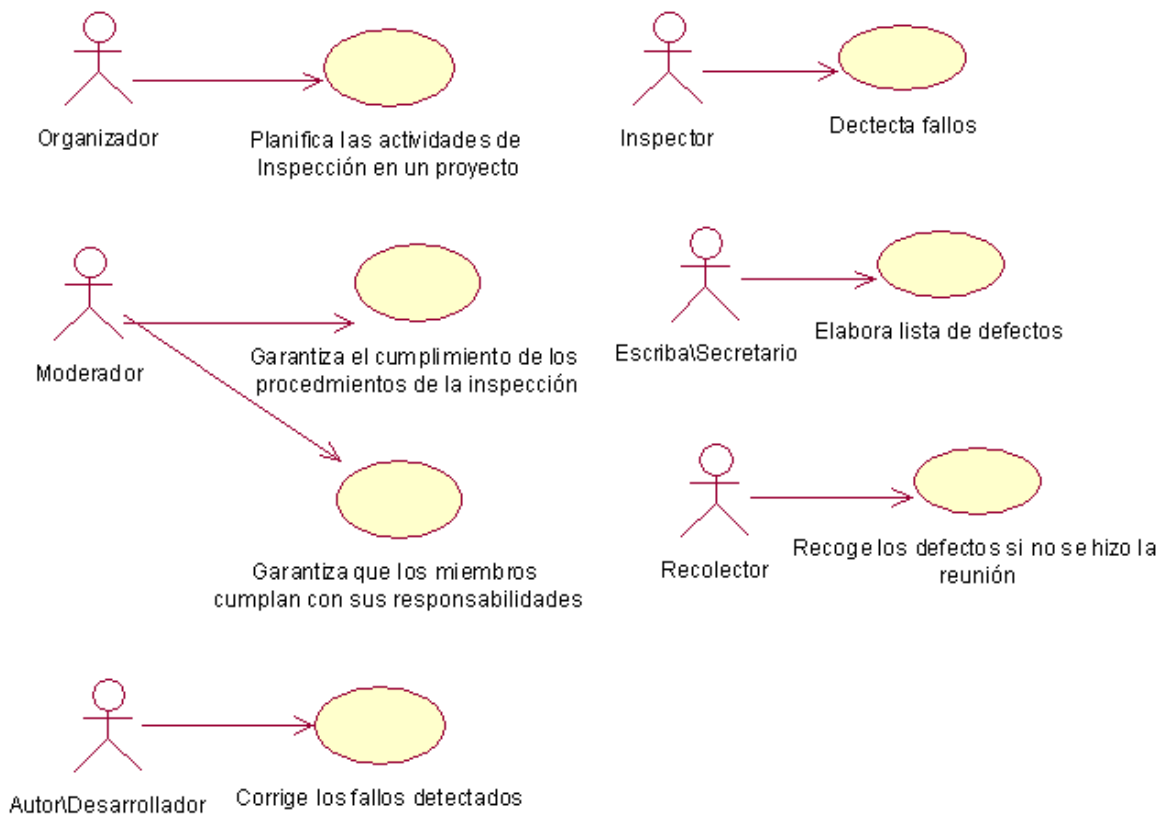 Organizador
Planifica las actividades de
Inspección en un proyecto
Inspector
Dectecta fallos
Moderador
Garantiza el cumplimiento de los
procedmientos de la inspección
Garantiza que los miembros
cumplan con sus responsabilidades
Escriba\Secretario
Elabora lista de defectos
Recolector
Recoge los defectos si no se hizo la
reunión
Autor\Desarrollador
Corrige los fallos detectados